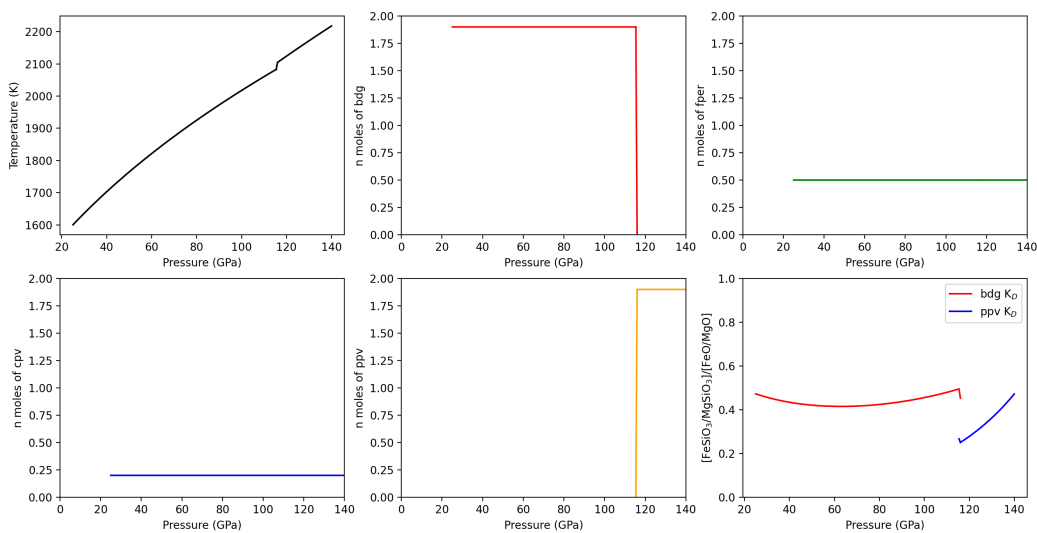 2200
2100
2000
1900
1800
1700
1600
Temperature (K)
20 40 60 80 100 120 140
Pressure (GPa)
2.00
1.75
1.50
1.25
1.00
0.75
0.50
0.25
0.00
n moles of bdg
0 20 40 60 80 100 120 140
Pressure (GPa)
2.00
1.75
1.50
1.25
1.00
0.75
0.50
0.25
0.00
n moles of fper
0 20 40 60 80 100 120 140
Pressure (GPa)
2.00
1.75
1.50
1.25
1.00
0.75
0.50
0.25
0.00
n moles of cpv
0 20 40 60 80 100 120 140
Pressure (GPa)
2.00
1.75
1.50
1.25
1.00
0.75
0.50
0.25
0.00
n moles of ppv
0 20 40 60 80 100 120 140
Pressure (GPa)
1.0
0.8
0.6
0.4
0.2
0.0
[FeSiO₃/MgSiO₃]/[FeO/MgO]
bdg K_D
ppv K_D
20 40 60 80 100 120 140
Pressure (GPa)